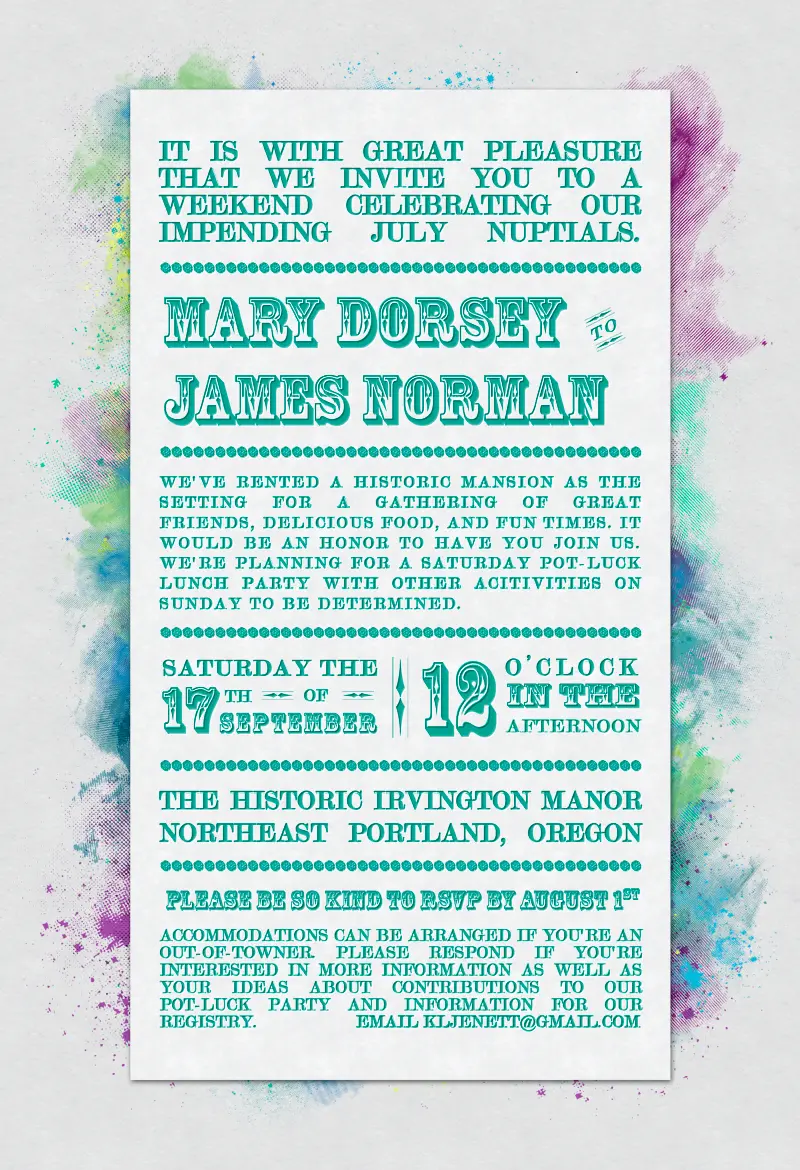 IT IS WITH GREAT PLEASURE
THAT WE INVITE YOU TO A
WEEKEND CELEBRATING OUR
IMPENDING JULY NUPTIALS.
MARY DORSEY TO
JAMES NORMAN
WE'VE RENTED A HISTORIC MANSION AS THE
SETTING FOR A GATHERING OF GREAT
FRIENDS, DELICIOUS FOOD, AND FUN TIMES. IT
WOULD BE AN HONOR TO HAVE YOU JOIN US.
WE'RE PLANNING FOR A SATURDAY POT-LUCK
LUNCH PARTY WITH OTHER ACITIVITIES ON
SUNDAY TO BE DETERMINED.
SATURDAY THE
17TH OF
SEPTEMBER
12 O'CLOCK
IN THE
AFTERNOON
THE HISTORIC IRVINGTON MANOR
NORTHEAST PORTLAND, OREGON
PLEASE BE SO KIND TO RSVP BY AUGUST 1ST
ACCOMMODATIONS CAN BE ARRANGED IF YOU'RE AN
OUT-OF-TOWNER. PLEASE RESPOND IF YOU'RE
INTERESTED IN MORE INFORMATION AS WELL AS
YOUR IDEAS ABOUT CONTRIBUTIONS TO OUR
POT-LUCK PARTY AND INFORMATION FOR OUR
REGISTRY. EMAIL KLJENETT@GMAIL.COM